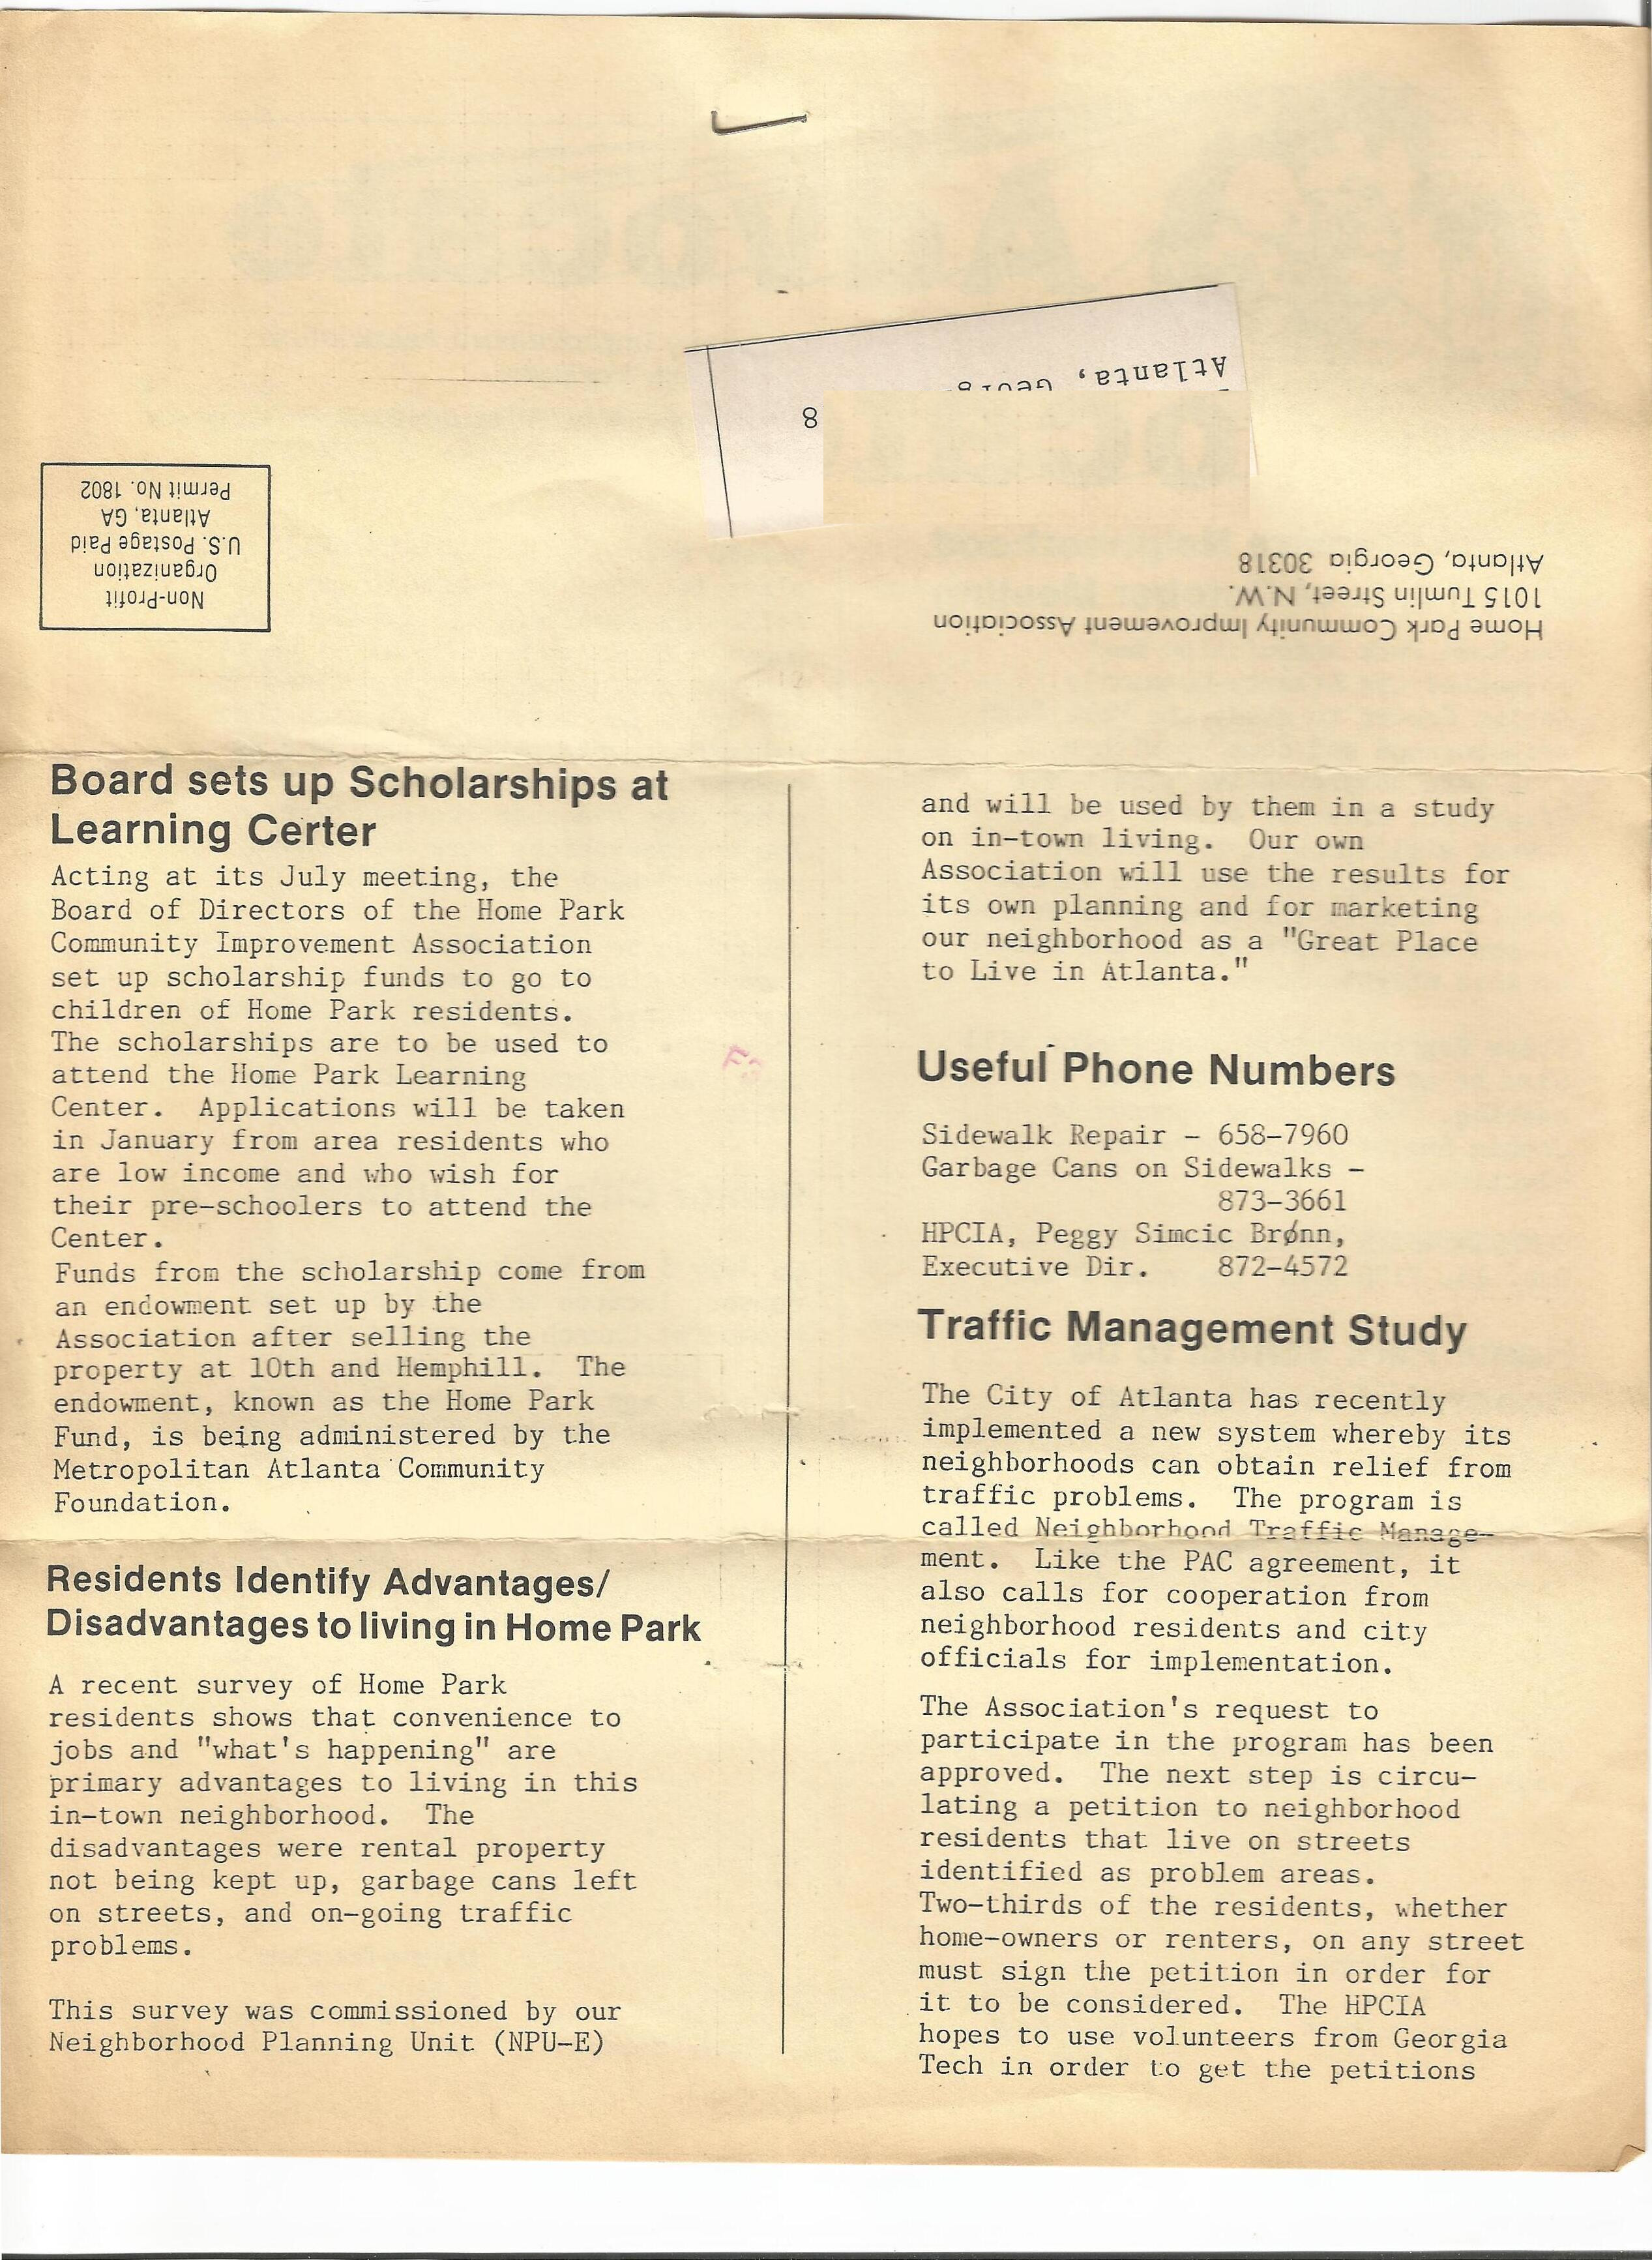 Atlanta,
8
Non-Profit
Organization
U.S. Postage Paid
Atlanta, GA
Permit No. 1802
Home Park Community Improvement Association
1015 Tumlin Street, N.W.
Atlanta, Georgia 30318
Board sets up Scholarships at
Learning Certer
Acting at its July meeting, the
Board of Directors of the Home Park
Community Improvement Association
set up scholarship funds to go to
children of Home Park residents.
The scholarships are to be used to
attend the Home Park Learning
Center. Applications will be taken
in January from area residents who
are low income and who wish for
their pre-schoolers to attend the
Center.
Funds from the scholarship come from
an endowment set up by the
Association after selling the
property at 10th and Hemphill. The
endowment, known as the Home Park
Fund, is being administered by the
Metropolitan Atlanta Community
Foundation.
Residents Identify Advantages/
Disadvantages to living in Home Park
A recent survey of Home Park
residents shows that convenience to
jobs and "what's happening" are
primary advantages to living in this
in-town neighborhood. The
disadvantages were rental property
not being kept up, garbage cans left
on streets, and on-going traffic
problems.
This survey was commissioned by our
Neighborhood Planning Unit (NPU-E)
and will be used by them in a study
on in-town living. Our own
Association will use the results for
its own planning and for marketing
our neighborhood as a "Great Place
to Live in Atlanta."
Useful Phone Numbers
Sidewalk Repair - 658-7960
Garbage Cans on Sidewalks -
873-3661
HPCIA, Peggy Simcic Brønn,
Executive Dir. 872-4572
Traffic Management Study
The City of Atlanta has recently
implemented a new system whereby its
neighborhoods can obtain relief from
traffic problems. The program is
called Neighborhood Traffic Manage-
ment. Like the PAC agreement, it
also calls for cooperation from
neighborhood residents and city
officials for implementation.
The Association's request to
participate in the program has been
approved. The next step is circu-
lating a petition to neighborhood
residents that live on streets
identified as problem areas.
Two-thirds of the residents, whether
home-owners or renters, on any street
must sign the petition in order for
it to be considered. The HPCIA
hopes to use volunteers from Georgia
Tech in order to get the petitions